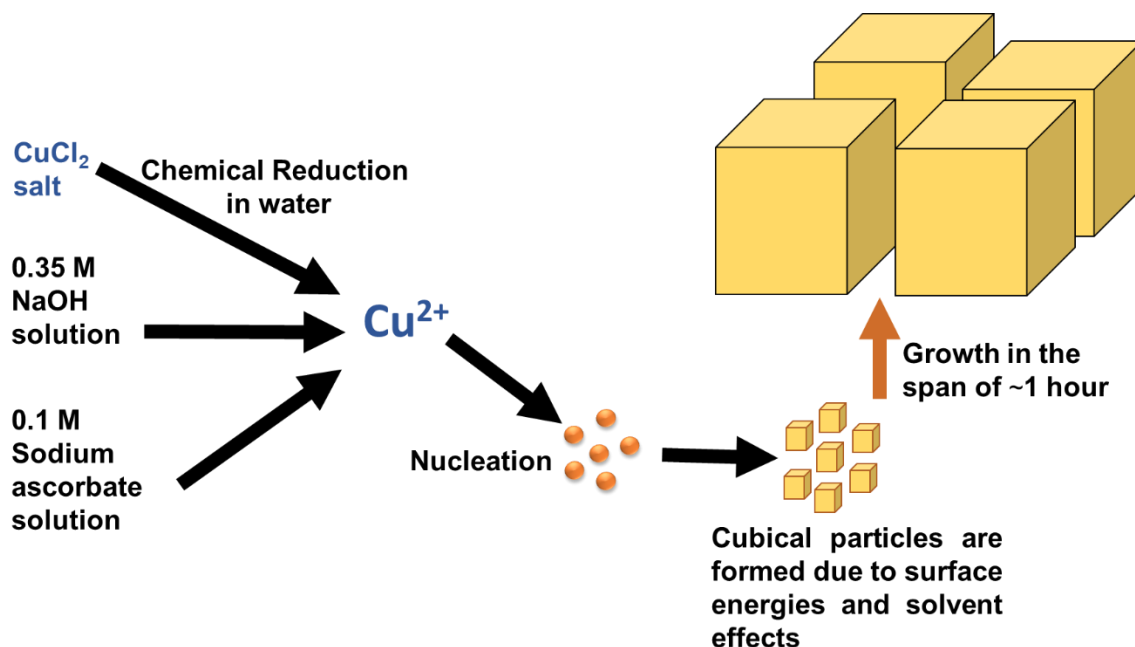 CuCl₂
salt
Chemical Reduction
in water
0.35 M
NaOH
solution
Cu²⁺
0.1 M
Sodium
ascorbate
solution
Nucleation
Cubical particles are
formed due to surface
energies and solvent
effects
Growth in the
span of ~1 hour